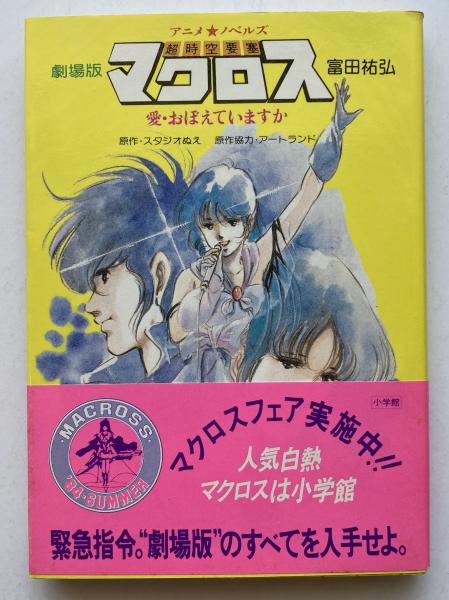 アニメ★ノベルズ
超時空要塞
劇場版
マクロス
富田祐弘
愛・おぼえていますか
原作・スタジオぬえ 原作協力・アートランド
小学館
マクロスフェア実施中!!
・MACROSS・
'84・SUMMER
人気白熱
マクロスは小学館
緊急指令。“劇場版”のすべてを入手せよ。